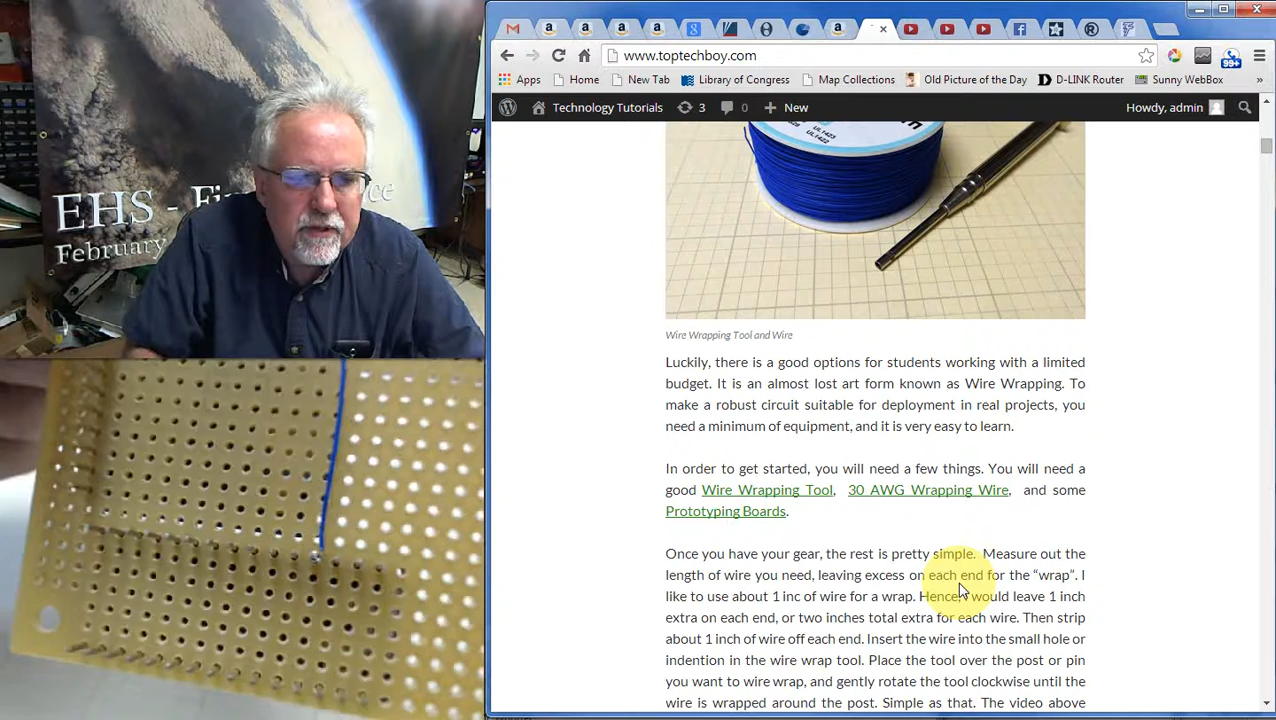 EHS - Fi
ce
February
www.toptechboy.com
99+
Apps
Home
New Tab
Library of Congress
Map Collections
Old Picture of the Day
D-LINK Router
Sunny Webbox
»
Technology Tutorials
3
0
New
Howdy, admin
UL1423
UL1422
Wire Wrapping Tool and Wire
Luckily, there is a good options for students working with a limited
budget. It is an almost lost art form known as Wire Wrapping. To
make a robust circuit suitable for deployment in real projects, you
need a minimum of equipment, and it is very easy to learn.
In order to get started, you will need a few things. You will need a
good Wire Wrapping Tool, 30 AWG Wrapping Wire, and some
Prototyping Boards.
Once you have your gear, the rest is pretty simple. Measure out the
length of wire you need, leaving excess on each end for the “wrap”. I
like to use about 1 inc of wire for a wrap. Hence, I would leave 1 inch
extra on each end, or two inches total extra for each wire. Then strip
about 1 inch of wire off each end. Insert the wire into the small hole or
indention in the wire wrap tool. Place the tool over the post or pin
you want to wire wrap, and gently rotate the tool clockwise until the
wire is wrapped around the post. Simple as that. The video above